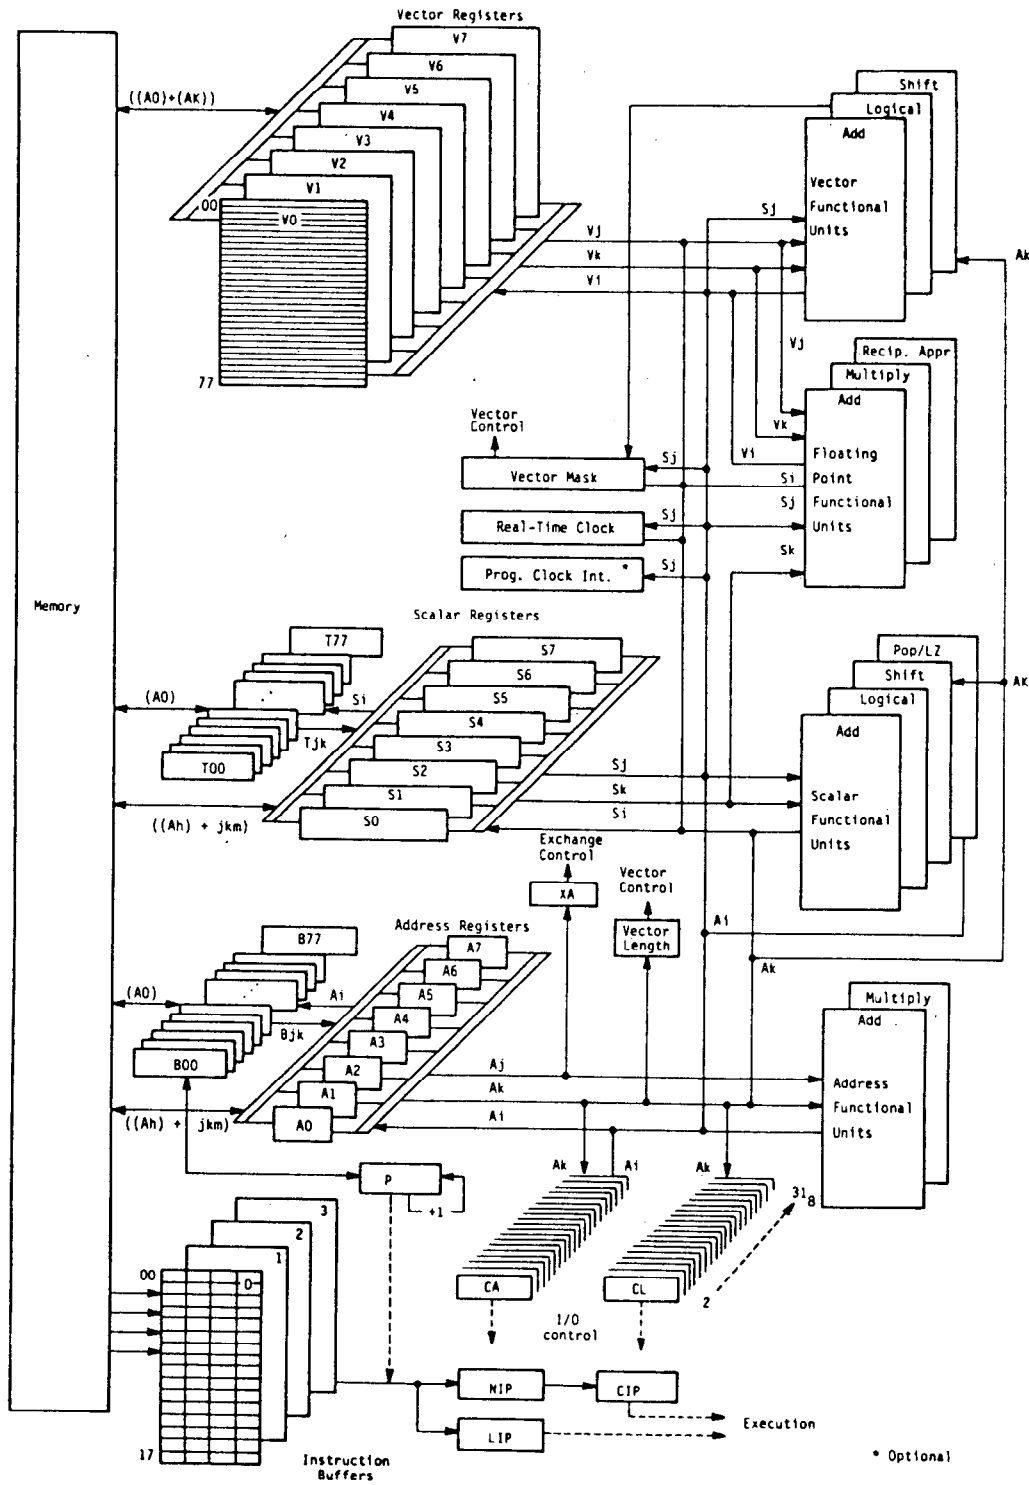 Vector Registers
V7
V6
V5
V4
V3
V2
V1
00
V0
77
((A0)+(AK))
Shift
Logical
Add
Vector
Functional
Units
Sj
Vj
Vk
Vi
Ak
Vj
Recip. Appr
Multiply
Add
Vk
Vi
Floating
Point
Functional
Units
Si
Sj
Sk
Vector
Control
Vector Mask
Sj
Real-Time Clock
Sj
Prog. Clock Int. *
Sj
Memory
Scalar Registers
T77
S7
S6
S5
S4
S3
S2
S1
S0
(A0)
Si
Tjk
T00
((Ah) + jkm)
Sj
Sk
Si
Pop/LZ
Shift
Logical
Add
Scalar
Functional
Units
Ak
Exchange
Control
XA
Vector
Control
Vector
Length
Ai
Ak
Address Registers
B77
A7
A6
A5
A4
A3
A2
A1
A0
(A0)
Ai
Bjk
B00
((Ah) + jkm)
Aj
Ak
Ai
Multiply
Add
Address
Functional
Units
P
+1
Ak
Ai
Ak
31₈
2
CA
CL
I/O
control
3
2
1
0
00
17
Instruction
Buffers
NIP
CIP
LIP
Execution
* Optional